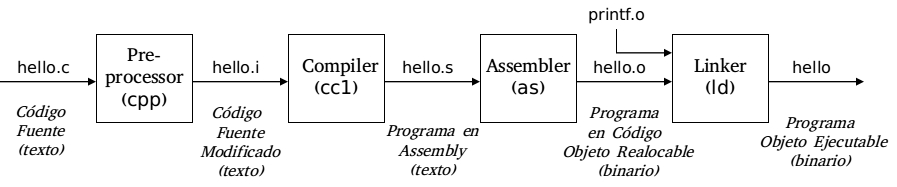 printf.o
hello.c
Pre-
processor
(cpp)
hello.i
Compiler
(cc1)
hello.s
Assembler
(as)
hello.o
Linker
(ld)
hello
Código
Fuente
(texto)
Código
Fuente
Modificado
(texto)
Programa en
Assembly
(texto)
Programa
en Código
Objeto Realocable
(binario)
Programa
Objeto Ejecutable
(binario)